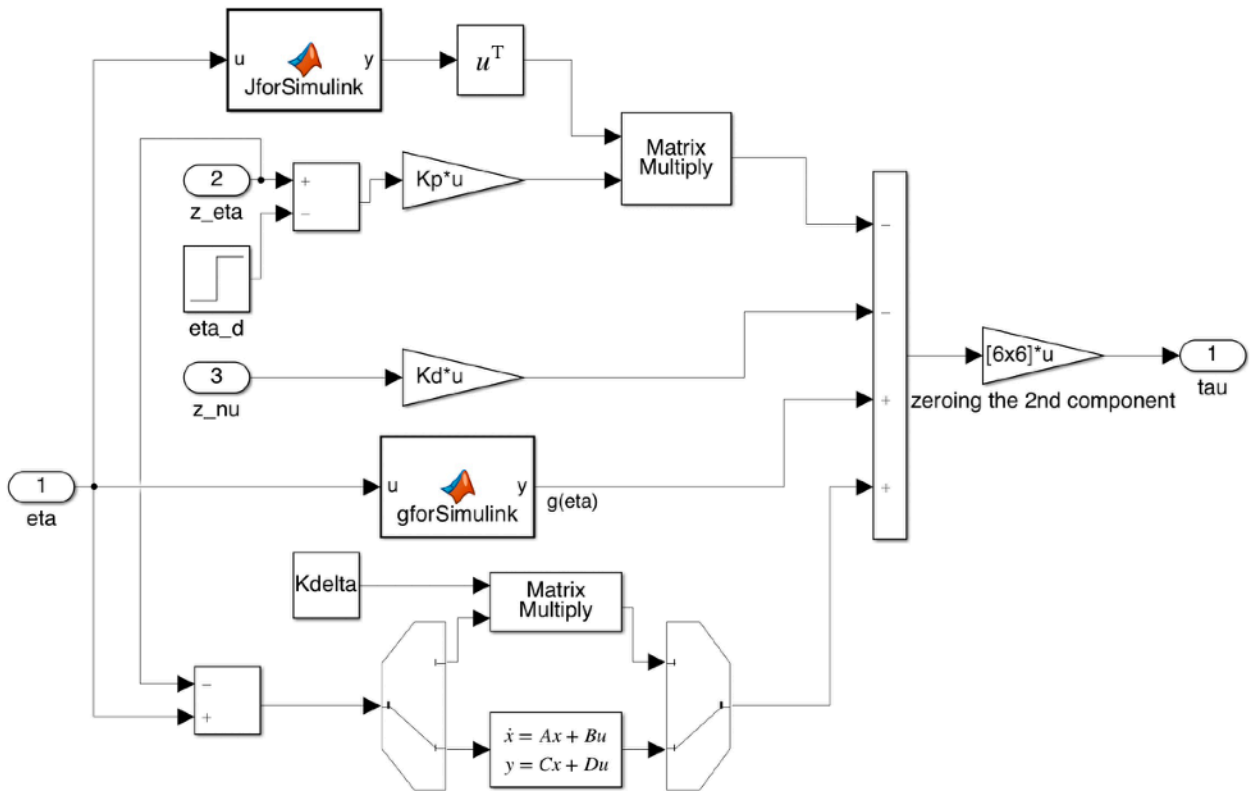 u
y
JforSimulink
u^T
Matrix
Multiply
2
z_eta
+
−
Kp*u
eta_d
−
−
+
+
3
z_nu
Kd*u
[6x6]*u
zeroing the 2nd component
1
tau
1
eta
u
y
gforSimulink
g(eta)
Kdelta
Matrix
Multiply
−
+
ẋ = Ax + Bu
y = Cx + Du